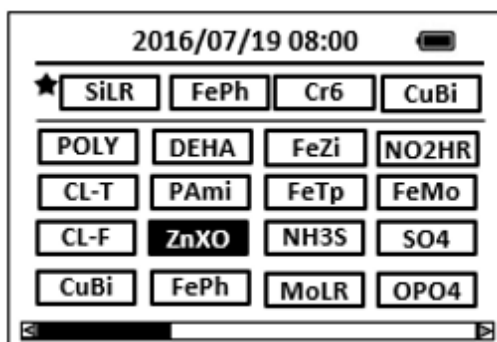 2016/07/19 08:00
SiLR FePh Cr6 CuBi
POLY DEHA FeZi NO2HR
CL-T PAmi FeTp FeMo
CL-F ZnXO NH3S SO4
CuBi FePh MoLR OPO4